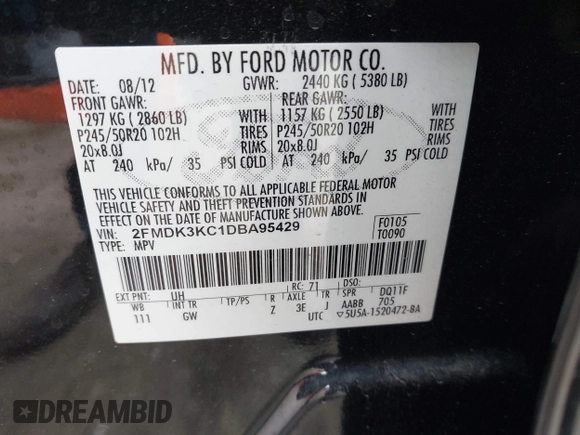 MFD. BY FORD MOTOR CO.
DATE: 08/12 GVWR: 2440 KG ( 5380 LB)
FRONT GAWR: REAR GAWR:
1297 KG ( 2860 LB) WITH 1157 KG ( 2550 LB) WITH
P245/50R20 102H TIRES P245/50R20 102H TIRES
20x8.0J RIMS 20x8.0J RIMS
AT 240 kPa/ 35 PSI COLD AT 240 kPa/ 35 PSI COLD
THIS VEHICLE CONFORMS TO ALL APPLICABLE FEDERAL MOTOR
VEHICLE SAFETY AND THEFT PREVENTION STANDARDS IN
EFFECT ON THE DATE OF MANUFACTURE SHOWN ABOVE.
VIN: 2FMDK3KC1DBA95429 F0105
TYPE: MPV T0090
EXT PNT: UH RC: 71 DSO:
WB INT TR TP/PS R AXLE TR SPR DQ11F
111 GW Z 3E J AABB 705
UTC ▽5U5A-1520472-BA
DREAMBID